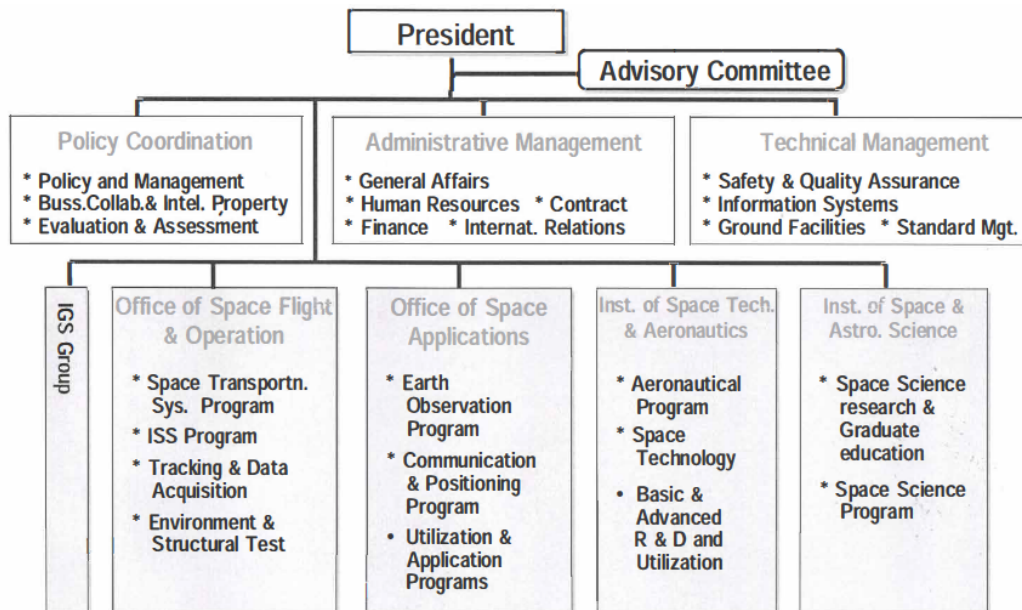 President
Advisory Committee
Policy Coordination
* Policy and Management
* Buss.Collab.& Intel. Property
* Evaluation & Assessment
Administrative Management
* General Affairs
* Human Resources * Contract
* Finance * Internat. Relations
Technical Management
* Safety & Quality Assurance
* Information Systems
* Ground Facilities * Standard Mgt.
IGS Group
Office of Space Flight
& Operation
* Space Transportn.
Sys. Program
* ISS Program
* Tracking & Data
Acquisition
* Environment &
Structural Test
Office of Space
Applications
* Earth
Observation
Program
* Communication
& Positioning
Program
• Utilization &
Application
Programs
Inst. of Space Tech.
& Aeronautics
* Aeronautical
Program
* Space
Technology
• Basic &
Advanced
R & D and
Utilization
Inst. of Space &
Astro. Science
* Space Science
research &
Graduate
education
* Space Science
Program